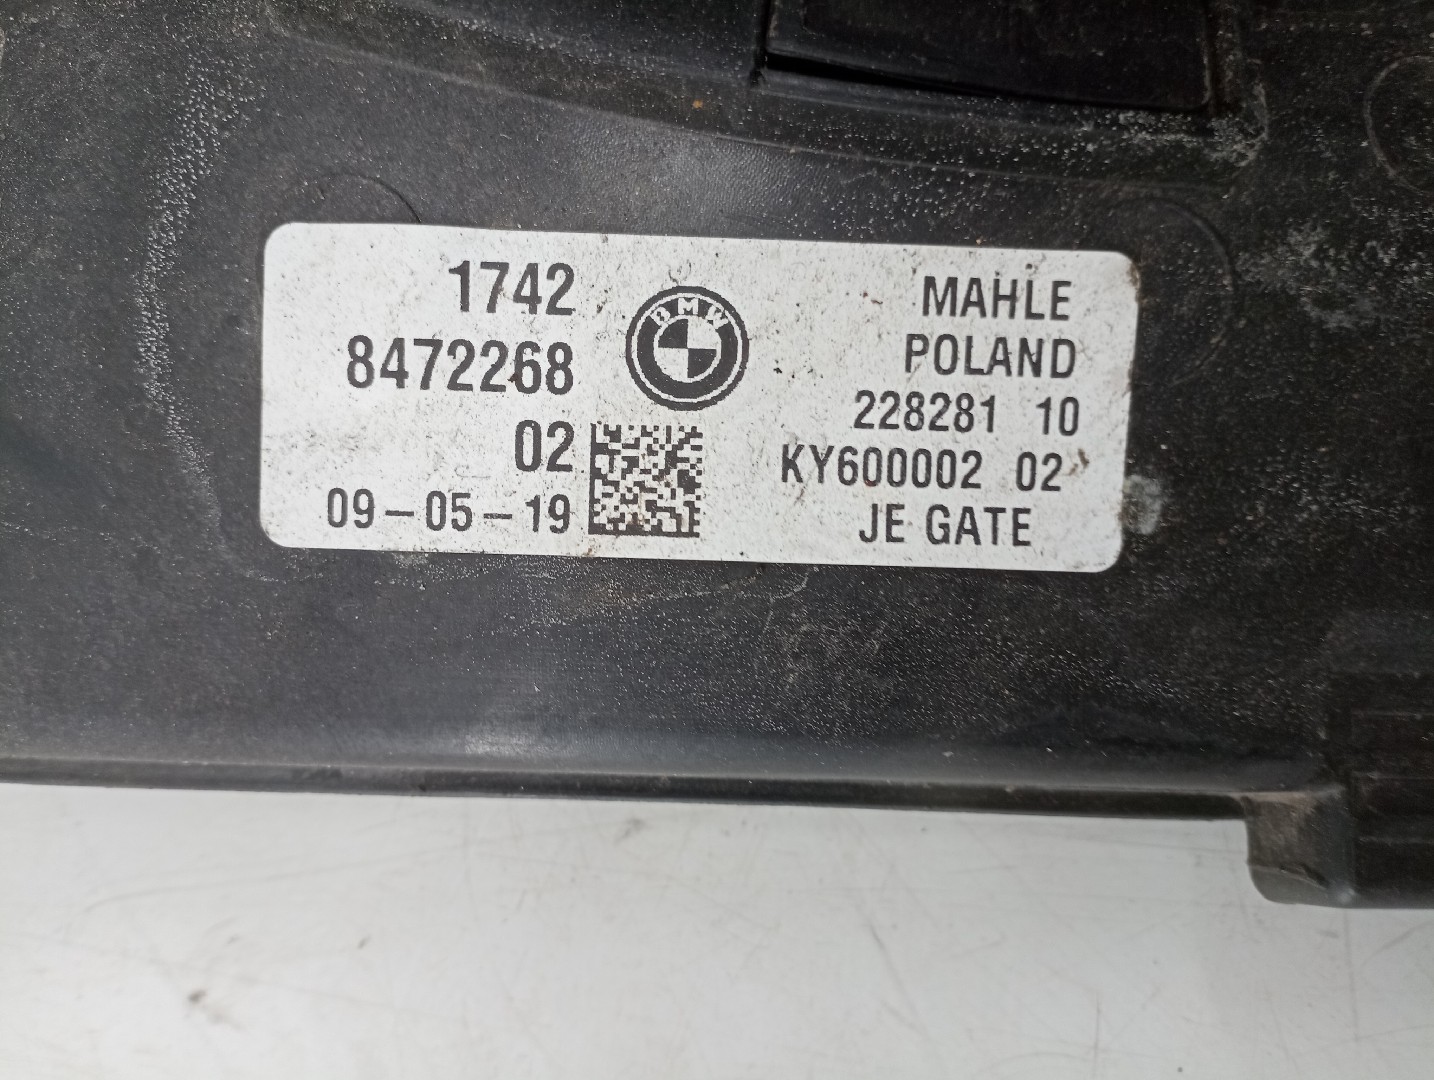 1742
8472268
02
09-05-19
BMW
MAHLE
POLAND
228281 10
KY600002 02
JE GATE